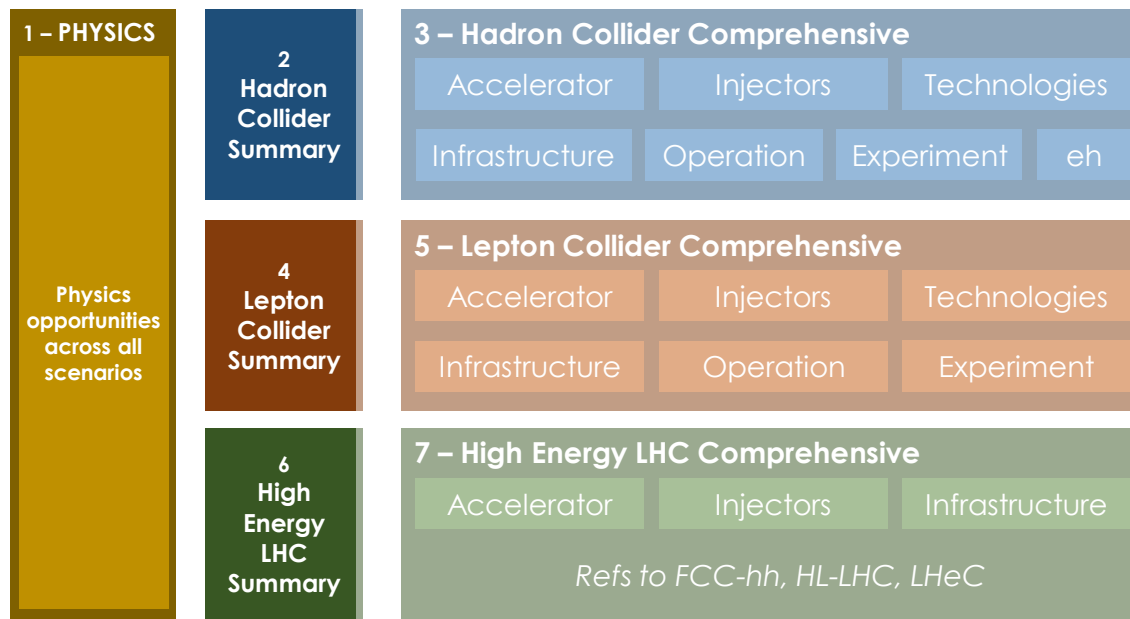 1 – PHYSICS
Physics
opportunities
across all
scenarios
2
Hadron
Collider
Summary
3 – Hadron Collider Comprehensive
Accelerator
Injectors
Technologies
Infrastructure
Operation
Experiment
eh
4
Lepton
Collider
Summary
5 – Lepton Collider Comprehensive
Accelerator
Injectors
Technologies
Infrastructure
Operation
Experiment
6
High
Energy
LHC
Summary
7 – High Energy LHC Comprehensive
Accelerator
Injectors
Infrastructure
Refs to FCC-hh, HL-LHC, LHeC